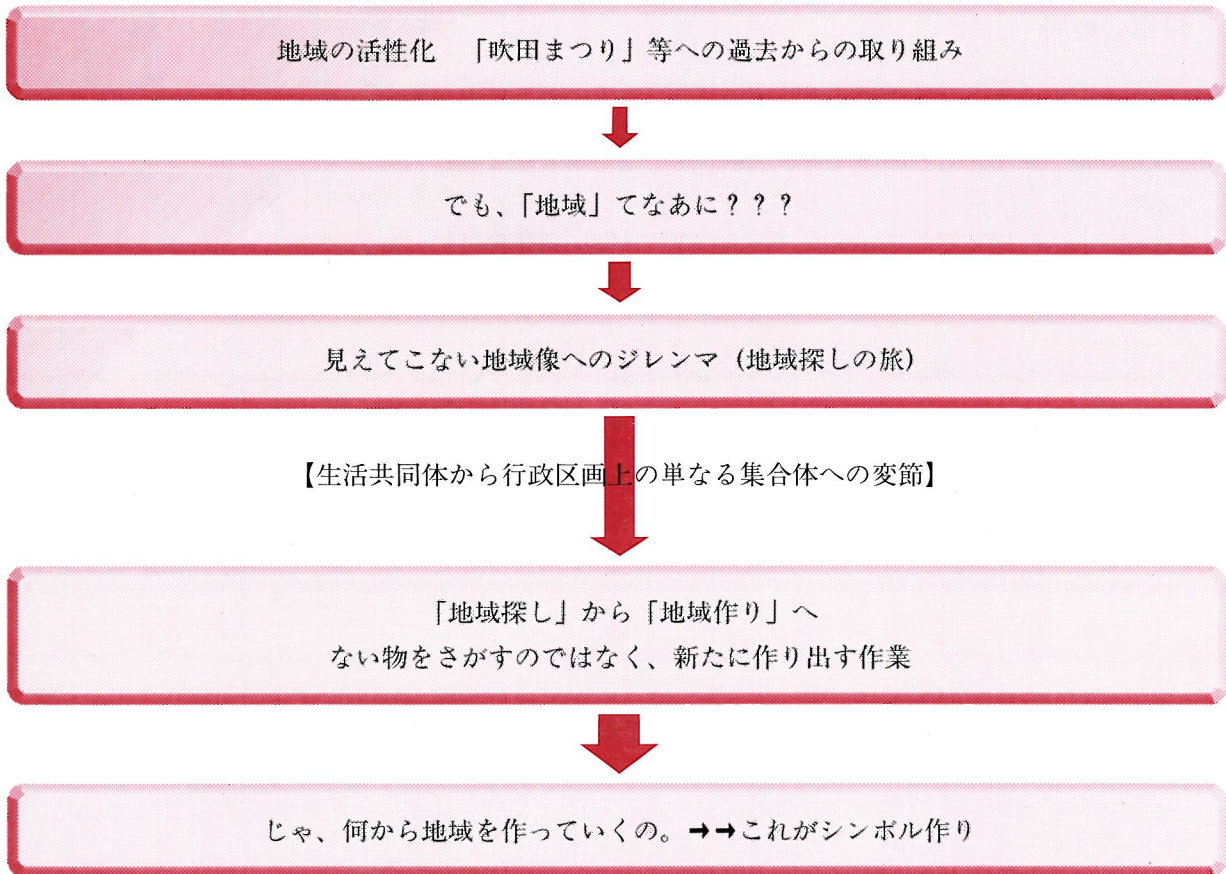 地域の活性化　「吹田まつり」等への過去からの取り組み
でも、「地域」てなあに？？？
見えてこない地域像へのジレンマ（地域探しの旅）
【生活共同体から行政区画上の単なる集合体への変節】
「地域探し」から「地域作り」へ
ない物をさがすのではなく、新たに作り出す作業
じゃ、何から地域を作っていくの。→→これがシンボル作り